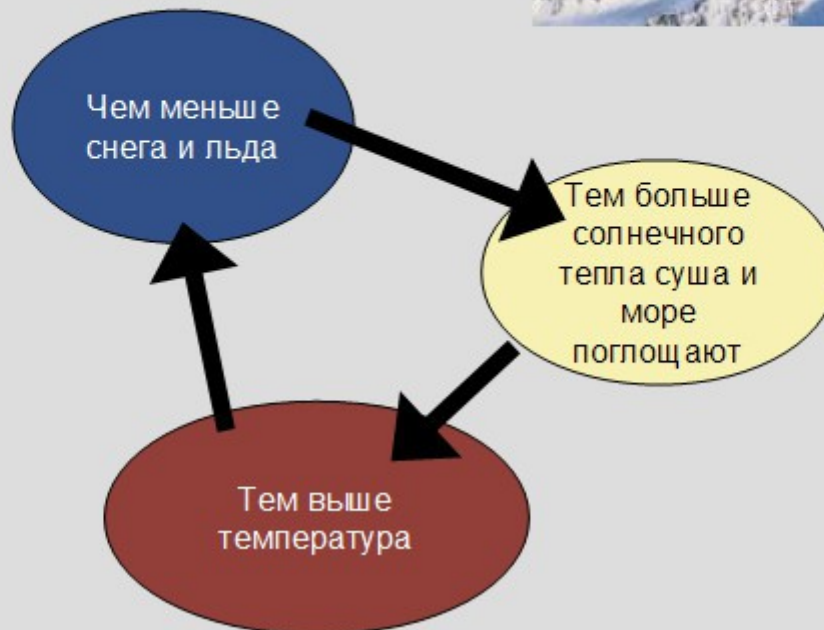 Чем меньше
снега и льда
Тем больше
солнечного
тепла суша и
море
поглощают
Тем выше
температура